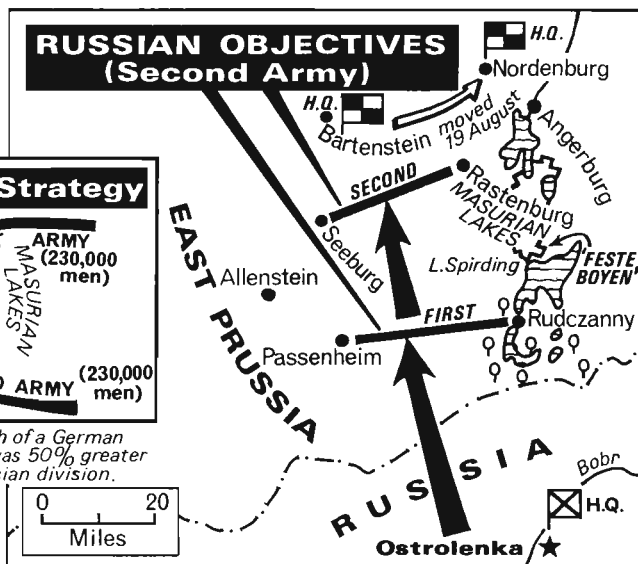 RUSSIAN OBJECTIVES
(Second Army)
H.Q.
Nordenburg
H.Q.
Bartenstein
moved
19 August
Angerburg
Strategy
ARMY
(230,000
men)
MASURIAN
LAKES
ARMY
(230,000
men)
SECOND
Rastenburg
MASURIAN
LAKES
Seeburg
EAST PRUSSIA
Allenstein
L.Spirding
'FESTE
BOYEN'
FIRST
Rudczanny
Passenheim
h of a German
was 50% greater
sian division.
0 20
Miles
RUSSIA
Bobr
H.Q.
Ostrolenka